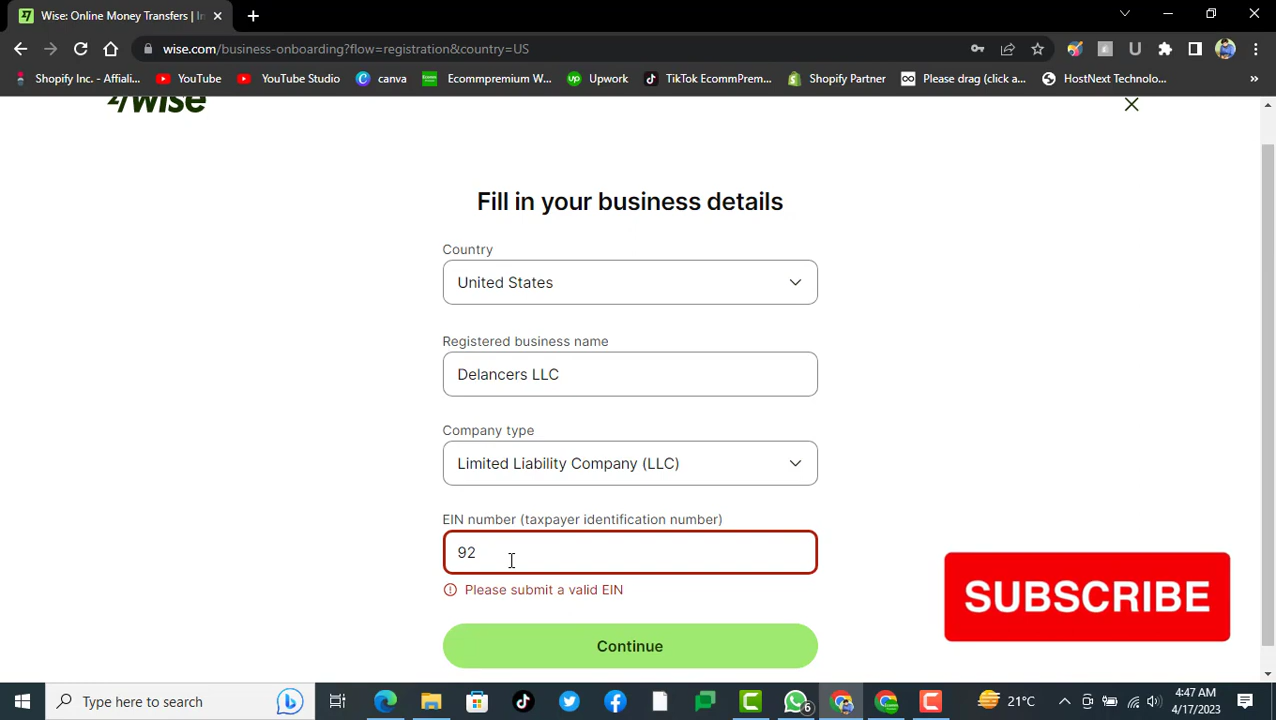 Wise: Online Money Transfers | In
wise.com/business-onboarding?flow=registration&country=US
Shopify Inc. - Affiliali...
YouTube
YouTube Studio
canva
Ecommpremium W...
Upwork
TikTok EcommPrem...
Shopify Partner
Please drag (click a...
HostNext Technolo...
WISE
Fill in your business details
Country
United States
Registered business name
Delancers LLC
Company type
Limited Liability Company (LLC)
EIN number (taxpayer identification number)
92
Please submit a valid EIN
SUBSCRIBE
Continue
Type here to search
6
21°C
4:47 AM
4/17/2023